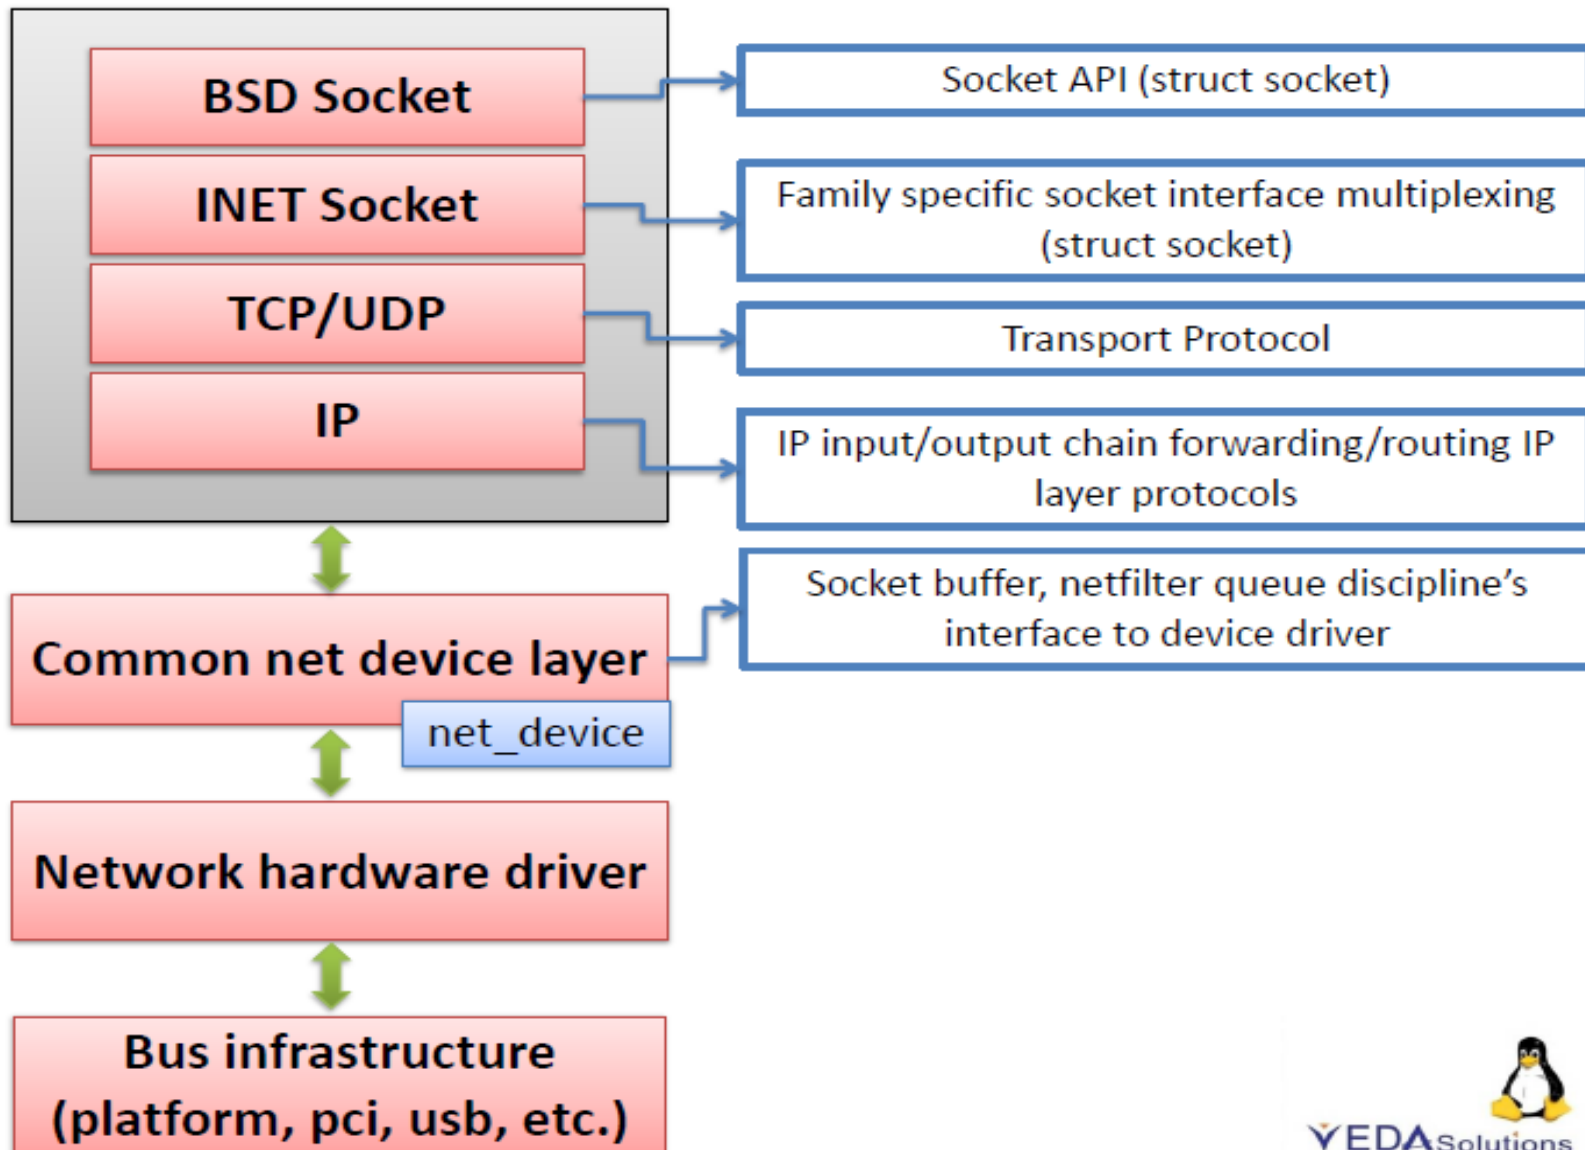 BSD Socket
Socket API (struct socket)
INET Socket
Family specific socket interface multiplexing
(struct socket)
TCP/UDP
Transport Protocol
IP
IP input/output chain forwarding/routing IP
layer protocols
Socket buffer, netfilter queue discipline's
interface to device driver
Common net device layer
net_device
Network hardware driver
Bus infrastructure
(platform, pci, usb, etc.)
VEDA Solutions